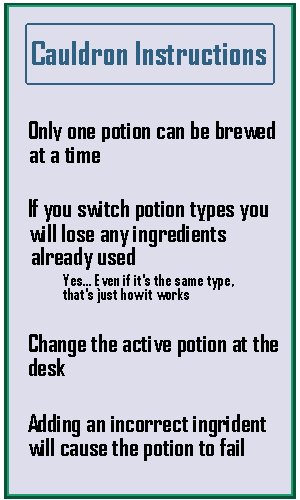 Cauldron Instructions
Only one potion can be brewed
at a time
If you switch potion types you
will lose any ingredients
already used
Yes... Even if it's the same type,
that's just how it works
Change the active potion at the
desk
Adding an incorrect ingrident
will cause the potion to fail